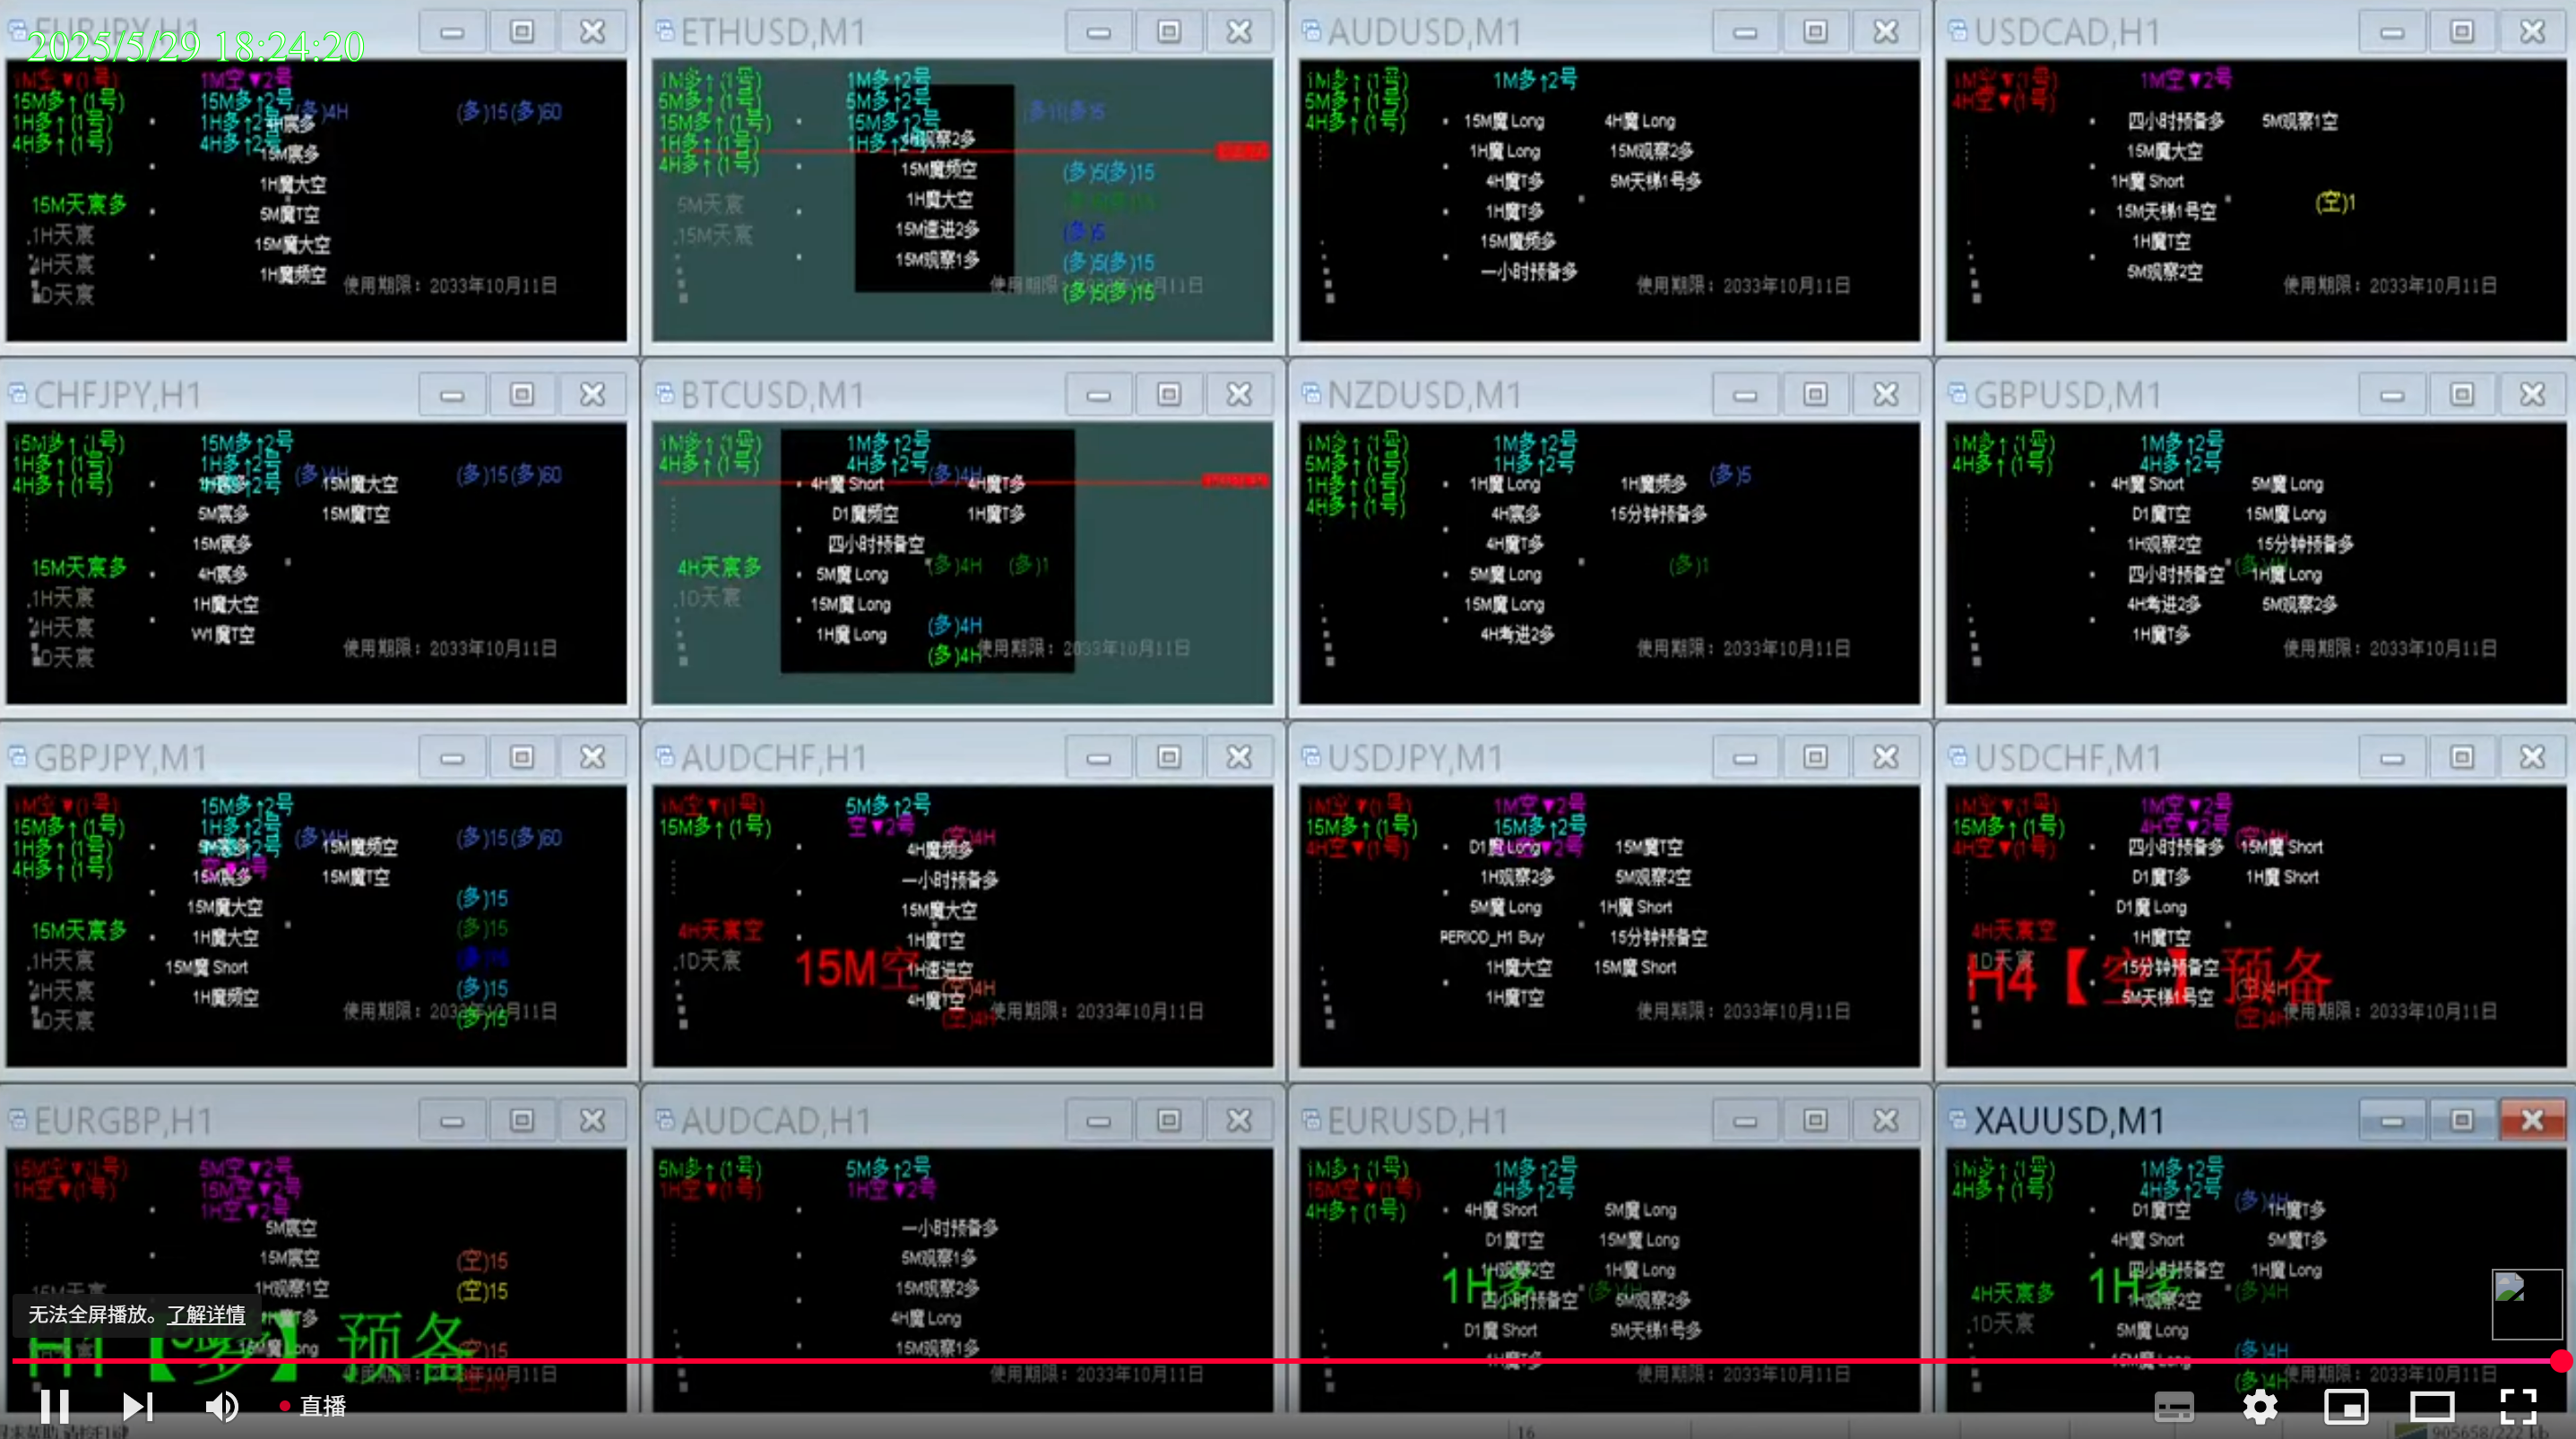 EURJPY,H1
2025/5/29 18:24:20
1M空▼(1号) 1M空▼2号
15M多↑(1号) 15M多↑2号 (多)4H (多)15(多)60
1H多↑(1号) 1H多↑2号 4H宸多
4H多↑(1号) 4H多↑2号 15M宸多
1H魔大空
15M天宸多 5M魔T空
.1H天宸 15M魔大空
4H天宸 1H魔频空
D天宸 使用期限：2033年10月11日
ETHUSD,M1
1M多↑(1号) 1M多↑2号
5M多↑(1号) 5M多↑2号
15M多↑(1号) 15M多↑2号
1H多↑(1号) 1H多↑2号 观察2多
4H多↑(1号) 15M魔频空 (多)5(多)15
5M天宸 1H魔大空
.15M天宸 15M速进2多 (多)5
15M观察1多 (多)5(多)15
(多)5(多)15
AUDUSD,M1
1M多↑(1号) 1M多↑2号
5M多↑(1号)
4H多↑(1号) 15M魔 Long 4H魔 Long
1H魔 Long 15M观察2多
4H魔T多 5M天梯1号多
1H魔T多
15M魔频多
一小时预备多 使用期限：2033年10月11日
USDCAD,H1
1M空▼(1号) 1M空▼2号
4H空▼(1号)
四小时预备多 5M观察1空
15M魔大空
1H魔 Short
15M天梯1号空 (空)1
1H魔T空
5M观察2空 使用期限：2033年10月11日
CHFJPY,H1
15M多↑(1号) 15M多↑2号
1H多↑(1号) 1H多↑2号 (多)4H (多)15(多)60
4H多↑(1号) 15M魔大空
5M宸多 15M魔T空
15M宸多
15M天宸多 4H宸多
.1H天宸 1H魔大空
4H天宸 W1魔T空
D天宸 使用期限：2033年10月11日
BTCUSD,M1
1M多↑(1号) 1M多↑2号
4H多↑(1号) 4H多↑2号 (多)4H
4H魔 Short 4H魔T多
D1魔频空 1H魔T多
四小时预备空
4H天宸多 5M魔 Long (多)4H (多)1
.1D天宸 15M魔 Long
1H魔 Long (多)4H
(多)4H 使用期限：2033年10月11日
NZDUSD,M1
1M多↑(1号) 1M多↑2号
5M多↑(1号) 1H多↑2号
1H多↑(1号) 1H魔 Long 1H魔频多 (多)5
4H多↑(1号) 4H宸多 15分钟预备多
4H魔T多
5M魔 Long (多)1
15M魔 Long
4H考进2多 使用期限：2033年10月11日
GBPUSD,M1
1M多↑(1号) 1M多↑2号
4H多↑(1号) 4H多↑2号
4H魔 Short 5M魔 Long
D1魔T空 15M魔 Long
1H观察2空 15分钟预备多
四小时预备空 1H魔 Long
4H考进2多 5M观察2多
1H魔T多 使用期限：2033年10月11日
GBPJPY,M1
1M空▼(1号) 15M多↑2号
15M多↑(1号) 1H多↑2号 (多)4H (多)15(多)60
1H多↑(1号) 15M魔频空
4H多↑(1号) 15M宸多 15M魔T空
15M魔大空 (多)15
15M天宸多 1H魔大空 (多)15
.1H天宸 15M魔 Short
4H天宸 1H魔频空 (多)15
D天宸 (多)15 使用期限：2033年10月11日
AUDCHF,H1
1M空▼(1号) 5M多↑2号
15M多↑(1号) 空▼2号 (空)4H
4H魔频多
一小时预备多
15M魔大空
4H天宸空 1H魔T空
.1D天宸 15M空 1H速进空
4H魔T空 (空)4H
(空)4H 使用期限：2033年10月11日
USDJPY,M1
1M空▼(1号) 1M空▼2号
15M多↑(1号) 15M多↑2号
4H空▼(1号) D1魔 Long 空▼2号 15M魔T空
1H观察2多 5M观察2空
5M魔 Long 1H魔 Short
PERIOD_H1 Buy 15分钟预备空
1H魔大空 15M魔 Short
1H魔T空 使用期限：2033年10月11日
USDCHF,M1
1M空▼(1号) 1M空▼2号
15M多↑(1号) 4H空▼2号 (空)4H
4H空▼(1号) 四小时预备多 15M魔 Short
D1魔T多 1H魔 Short
D1魔 Long
4H天宸空 1H魔T空
1D天宸 15分钟预备空
H4【空】预备
5M天梯1号空 (空)4H
(空)4H 使用期限：2033年10月11日
EURGBP,H1
15M空▼(1号) 5M空▼2号
1H空▼(1号) 15M空▼2号
1H空▼2号
5M宸空
15M宸空 (空)15
15M天宸 1H观察1空 (空)15
无法全屏播放。了解详情
H1【多】预备
(空)15
AUDCAD,H1
5M多↑(1号) 5M多↑2号
1H空▼(1号) 1H空▼2号
一小时预备多
5M观察1多
15M观察2多
4H魔 Long
15M观察1多
使用期限：2033年10月11日
EURUSD,H1
1M多↑(1号) 1M多↑2号
15M空▼(1号) 4H多↑2号
4H多↑(1号) 4H魔 Short 5M魔 Long
D1魔T空 15M魔 Long
1H观察2空 1H魔 Long
1H多
四小时预备空 5M观察2多
D1魔 Short 5M天梯1号多
1H魔T多
使用期限：2033年10月11日
XAUUSD,M1
1M多↑(1号) 1M多↑2号
4H多↑(1号) 4H多↑2号 (多)4H
D1魔T空 1H魔T多
4H魔 Short 5M魔T多
四小时预备空 1H魔 Long
4H天宸多 1H多 1H观察2空 (多)4H
.1D天宸 5M魔 Long
(多)4H
(多)4H 使用期限：2033年10月11日
直播
16
905658/222 kb